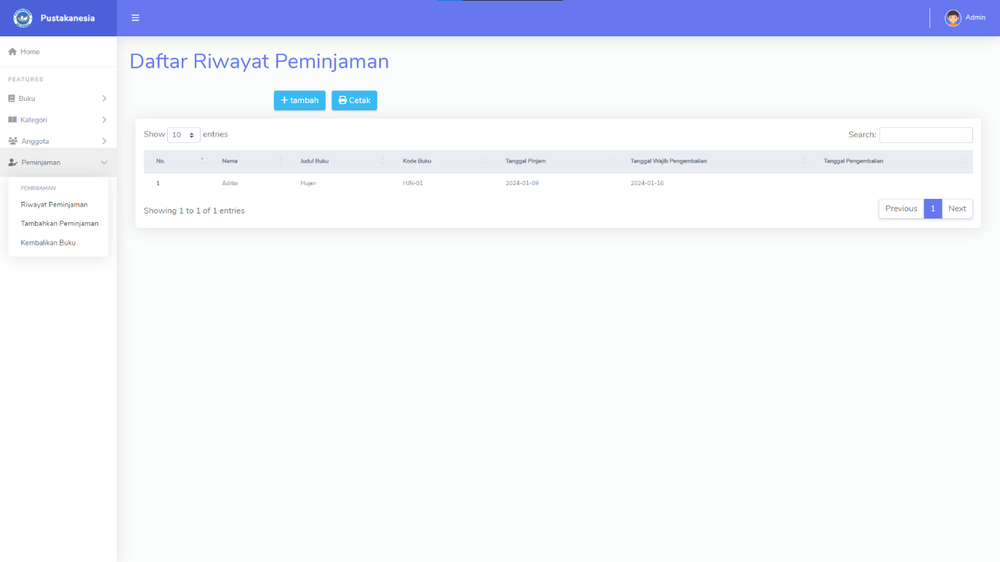 Pustakanesia
Admin
Home
FEATURES
Buku
Kategori
Anggota
Peminjaman
PEMINJAMAN
Riwayat Peminjaman
Tambahkan Peminjaman
Kembalikan Buku
Daftar Riwayat Peminjaman
tambah Cetak
Show 10 entries Search:
No. Nama Judul Buku Kode Buku Tanggal Pinjam Tanggal Wajib Pengembalian Tanggal Pengembalian
1 Aditio Hujan HJN-01 2024-01-09 2024-01-16
Showing 1 to 1 of 1 entries Previous 1 Next